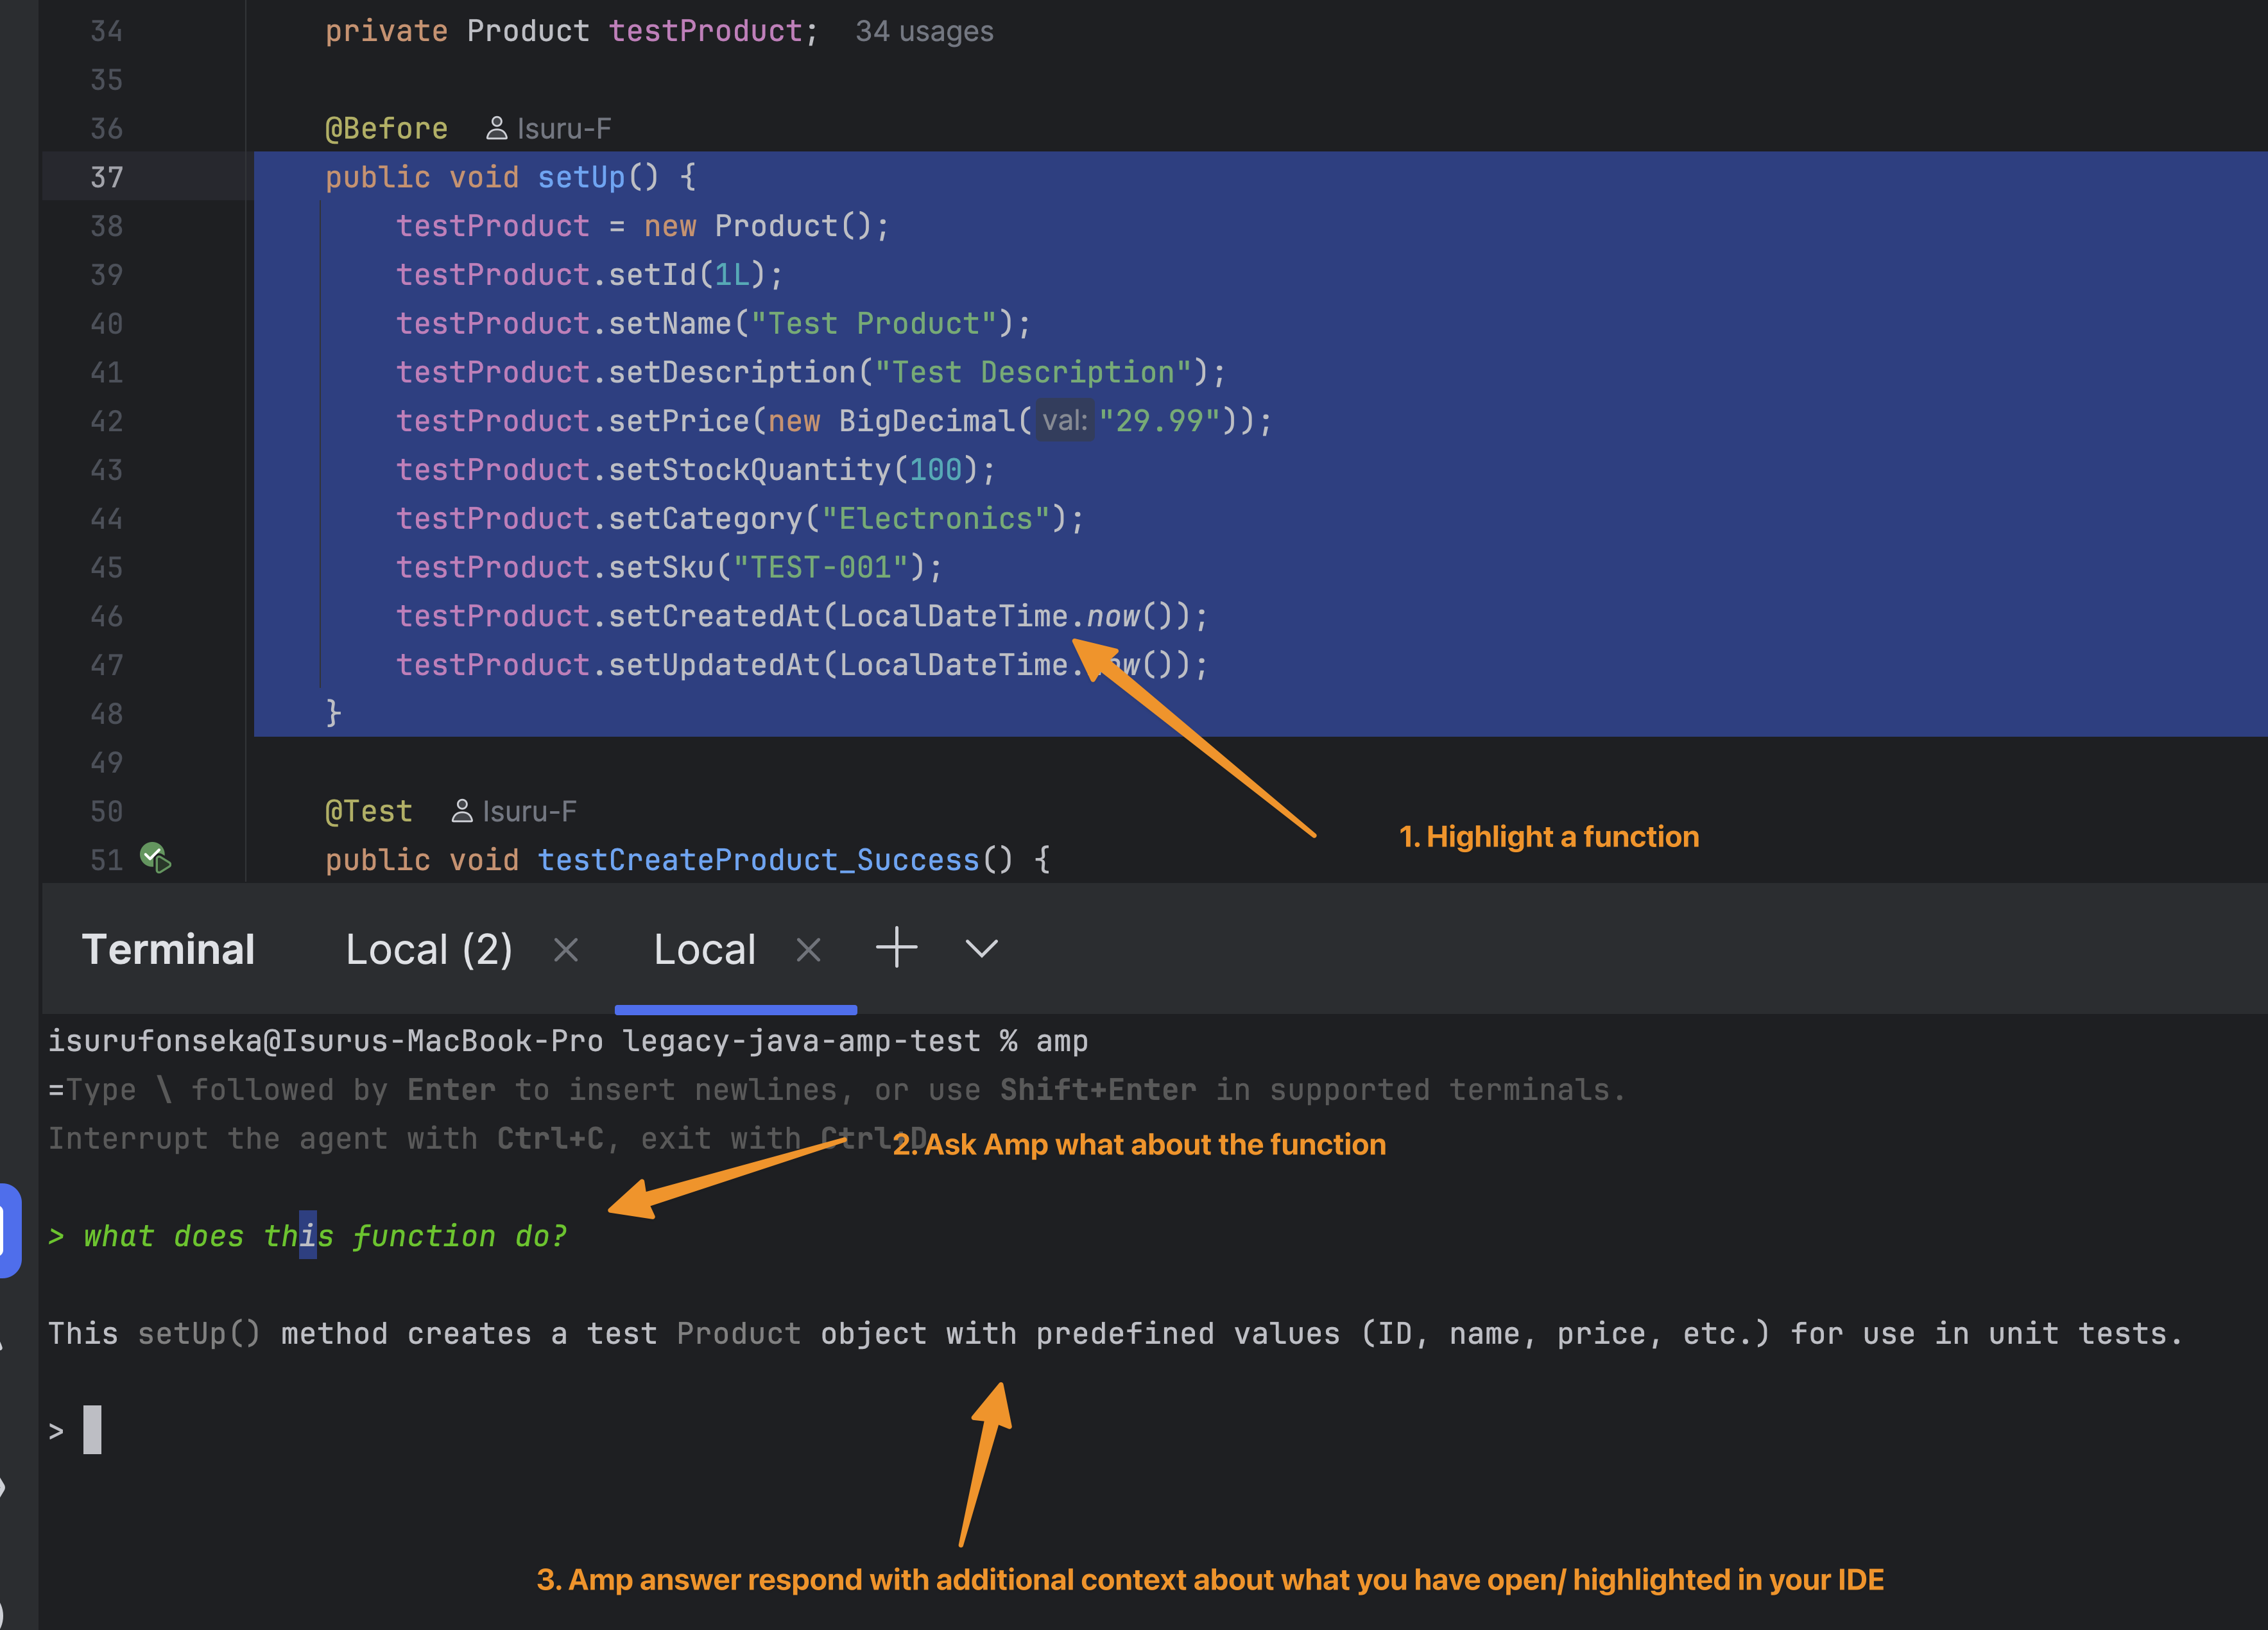 34 private Product testProduct; 34 usages
35
36 @Before Isuru-F
37 public void setUp() {
38 testProduct = new Product();
39 testProduct.setId(1L);
40 testProduct.setName("Test Product");
41 testProduct.setDescription("Test Description");
42 testProduct.setPrice(new BigDecimal( val: "29.99"));
43 testProduct.setStockQuantity(100);
44 testProduct.setCategory("Electronics");
45 testProduct.setSku("TEST-001");
46 testProduct.setCreatedAt(LocalDateTime.now());
47 testProduct.setUpdatedAt(LocalDateTime.now());
48 }
49
50 @Test Isuru-F
1. Highlight a function
51 public void testCreateProduct_Success() {
Terminal Local (2) Local
isurufonseka@Isurus-MacBook-Pro legacy-java-amp-test % amp
=Type \ followed by Enter to insert newlines, or use Shift+Enter in supported terminals.
Interrupt the agent with Ctrl+C, exit with Ctrl+D
2. Ask Amp what about the function
> what does this function do?
This setUp() method creates a test Product object with predefined values (ID, name, price, etc.) for use in unit tests.
>
3. Amp answer respond with additional context about what you have open/ highlighted in your IDE